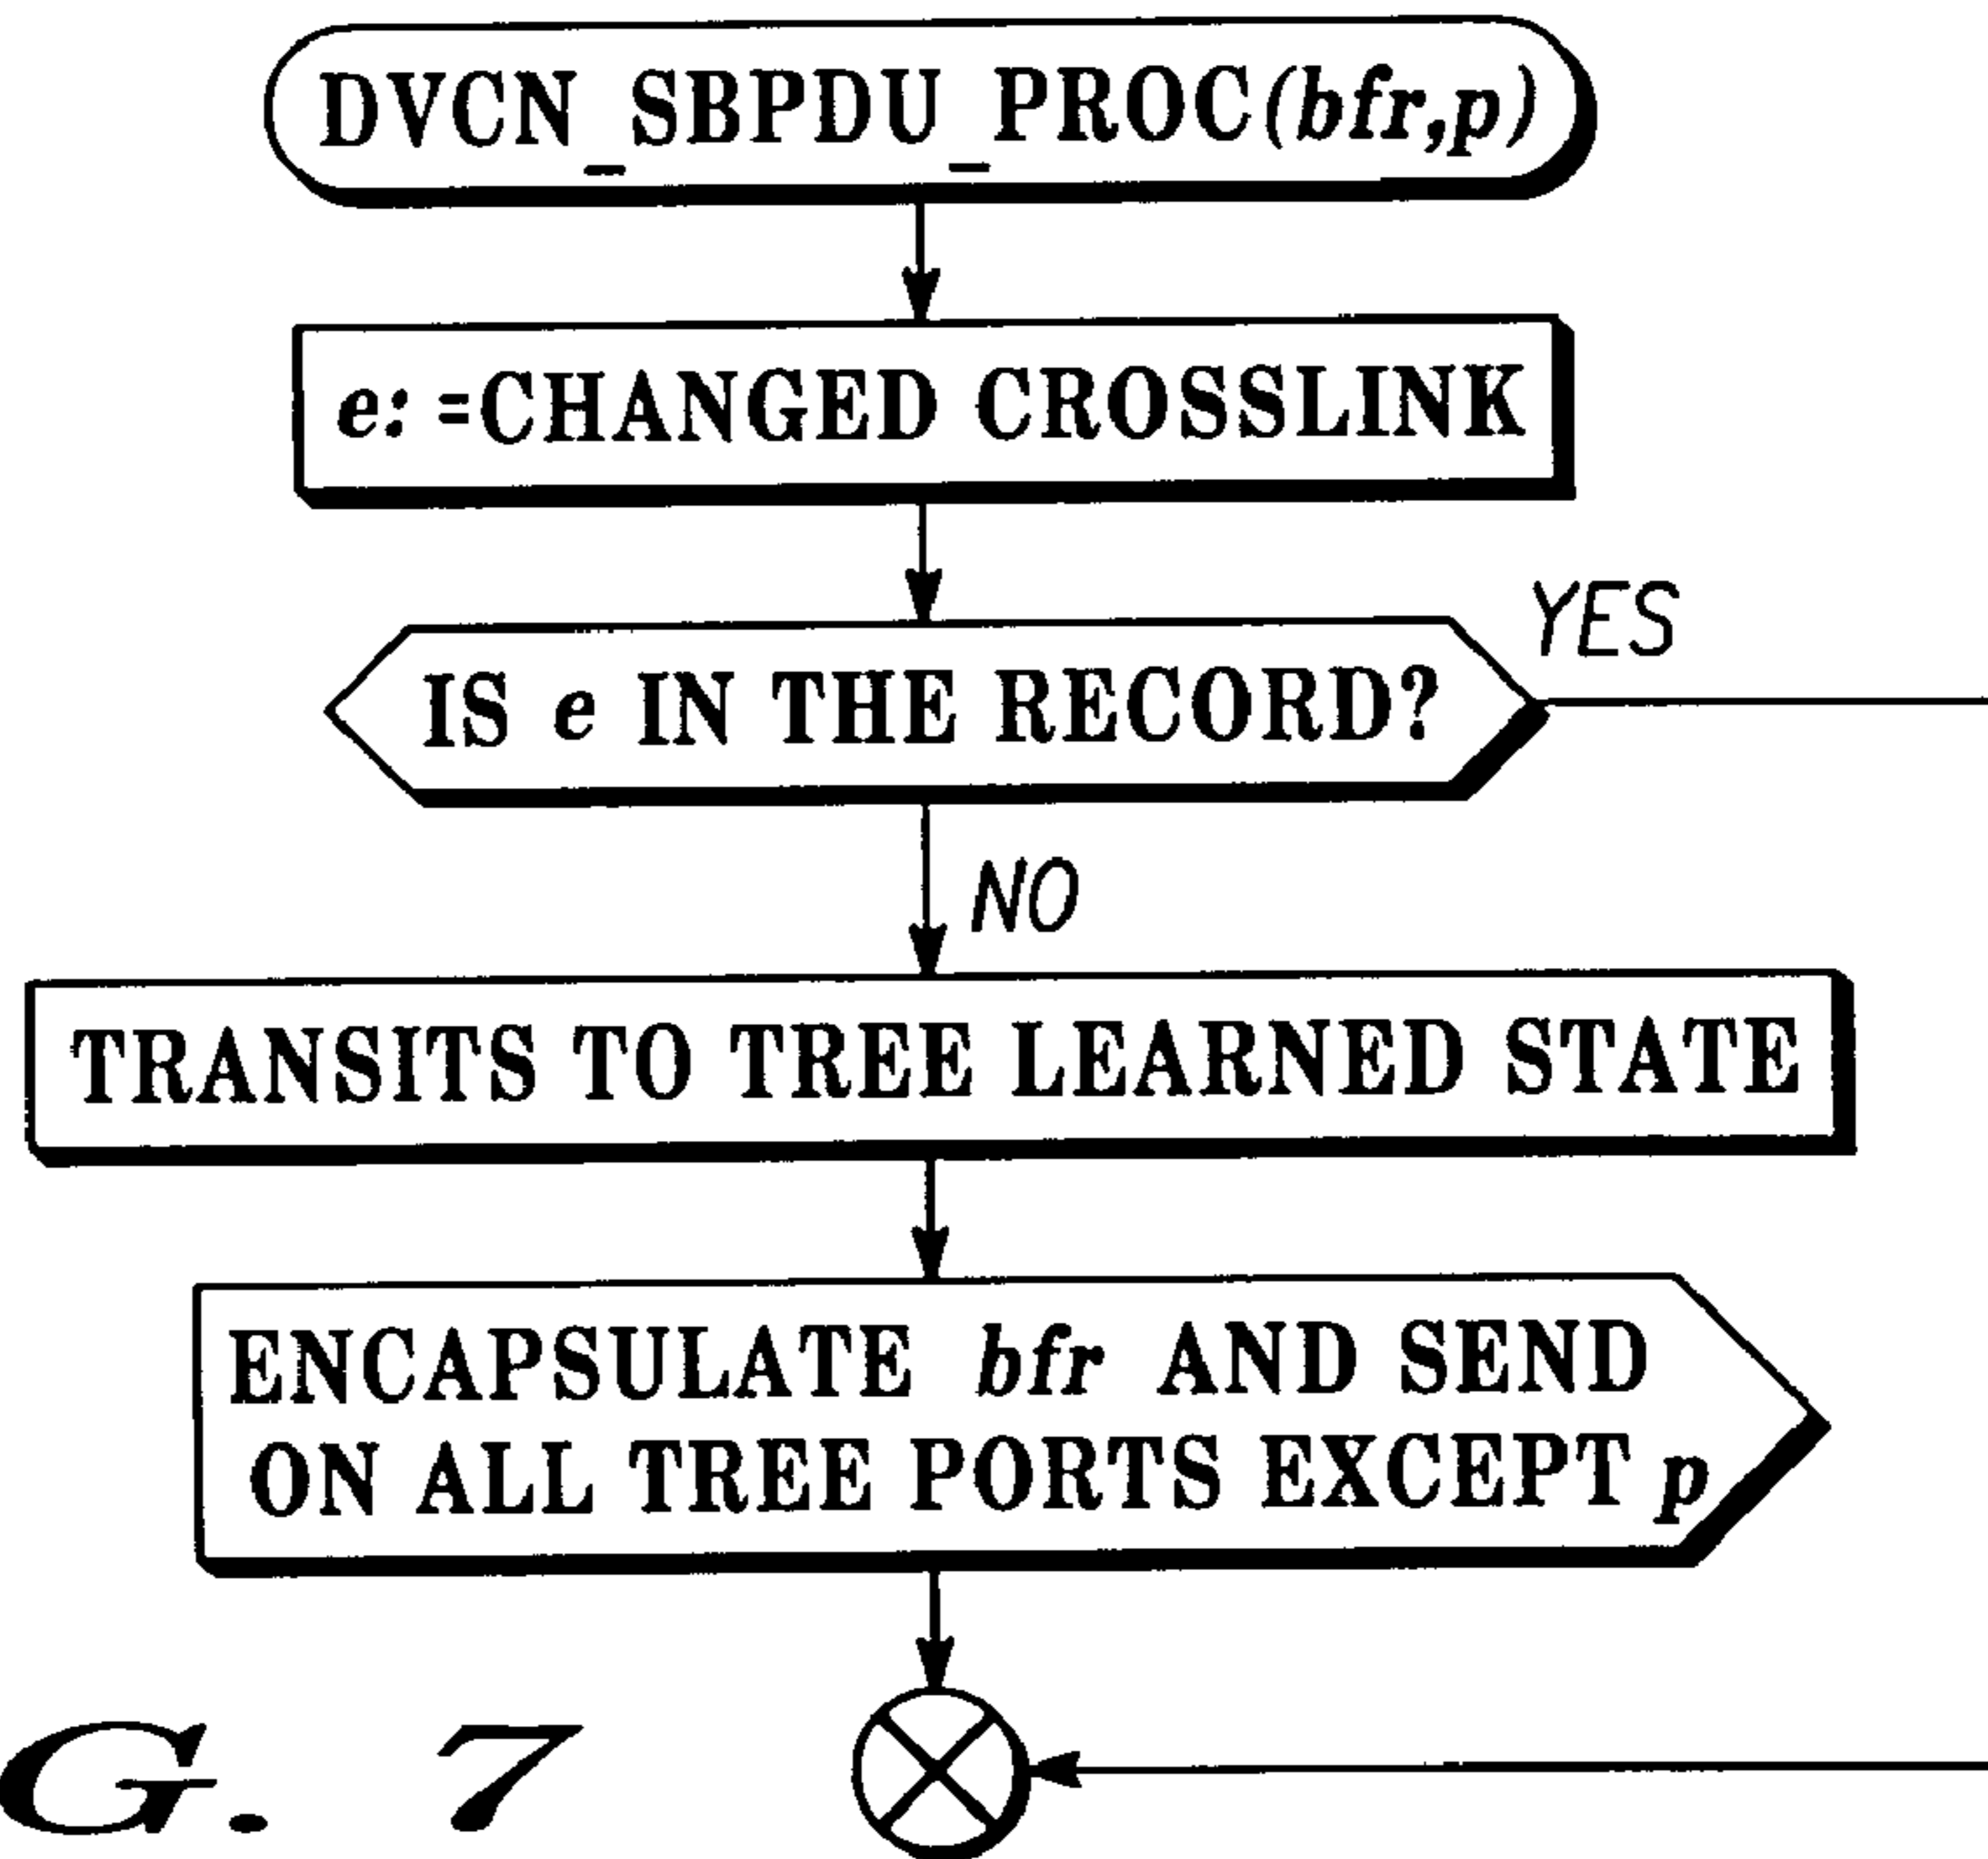 DVCN_SBPDU_PROC(bfr,p)
e:=CHANGED CROSSLINK
IS e IN THE RECORD?
YES
NO
TRANSITS TO TREE LEARNED STATE
ENCAPSULATE bfr AND SEND
ON ALL TREE PORTS EXCEPT p
G. 7